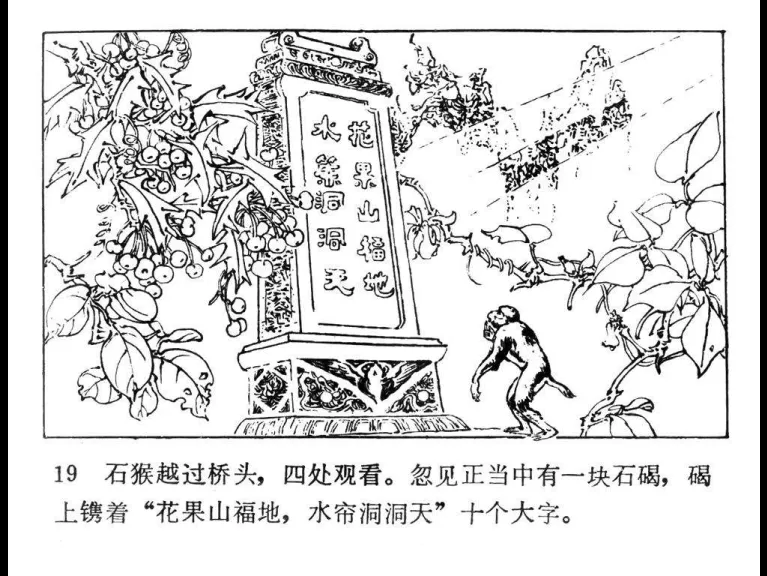 花果山福地
水簾洞洞天
19 石猴越过桥头，四处观看。忽见正当中有一块石碣，碣
上镌着“花果山福地，水帘洞洞天”十个大字。